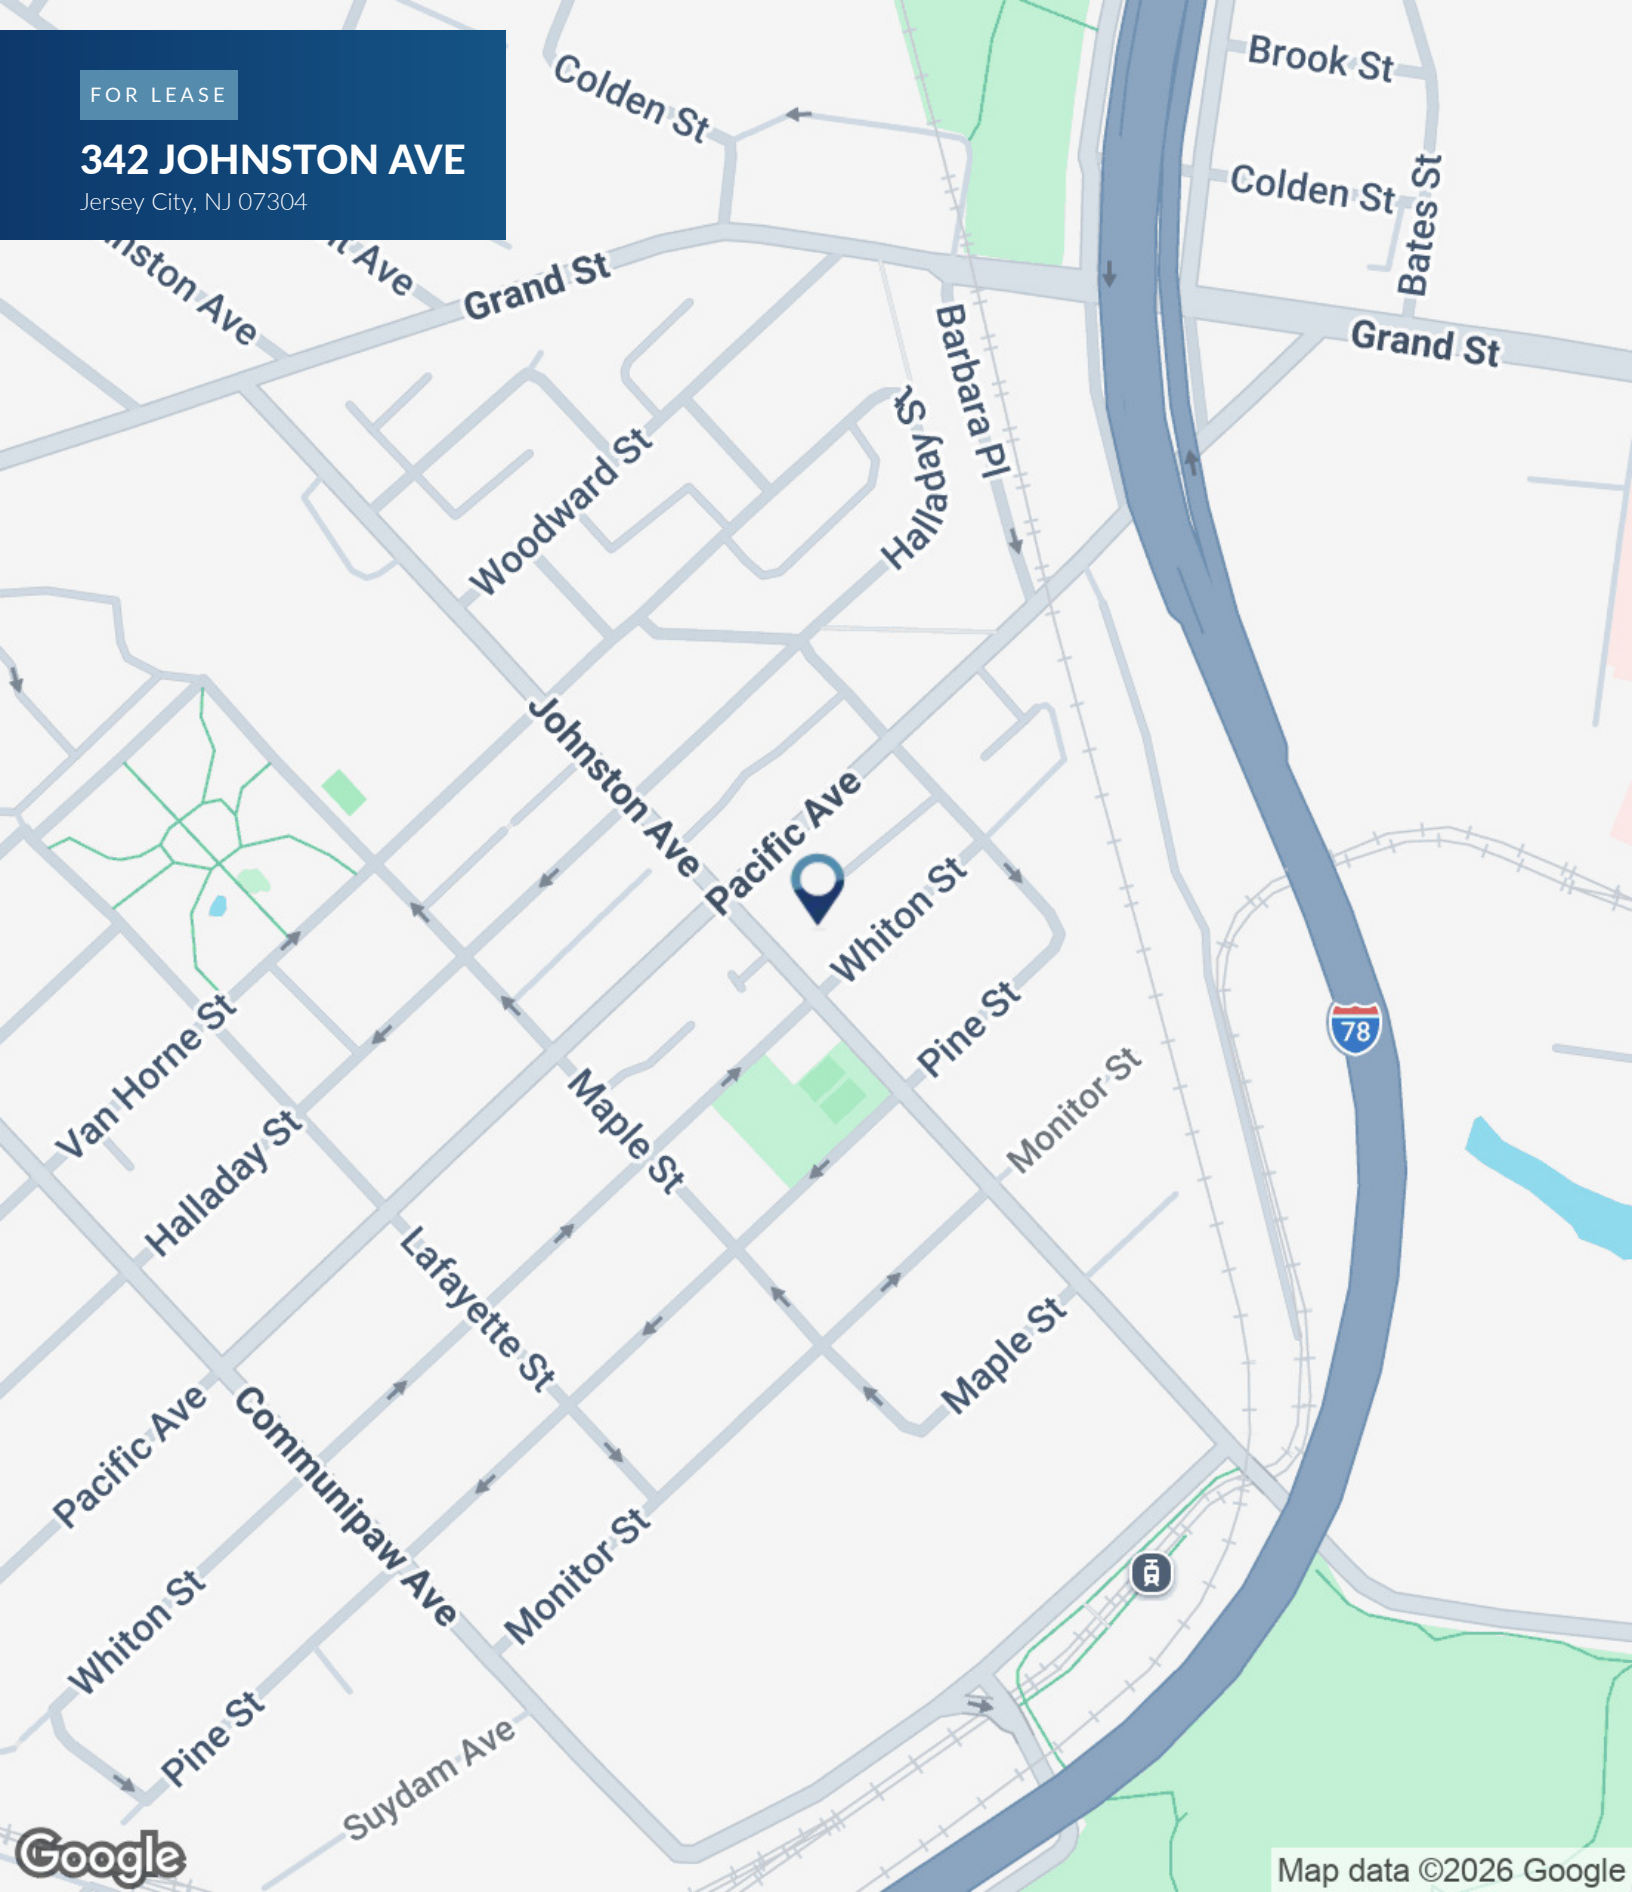 FOR LEASE
342 JOHNSTON AVE
Jersey City, NJ 07304
Colden St
Brook St
Colden St
Bates St
nston Ave
t Ave
Grand St
Grand St
Barbara Pl
Halladay St
Woodward St
Johnston Ave
Pacific Ave
Whiton St
Pine St
Monitor St
78
Van Horne St
Halladay St
Maple St
Lafayette St
Maple St
Pacific Ave
Communipaw Ave
Whiton St
Monitor St
Pine St
Suydam Ave
Google
Map data ©2026 Google